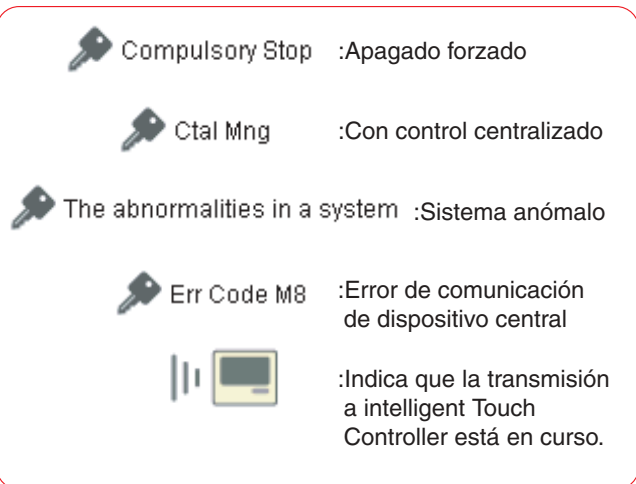 Compulsory Stop :Apagado forzado
Ctal Mng :Con control centralizado
The abnormalities in a system :Sistema anómalo
Err Code M8 :Error de comunicación
de dispositivo central
:Indica que la transmisión
a intelligent Touch
Controller está en curso.